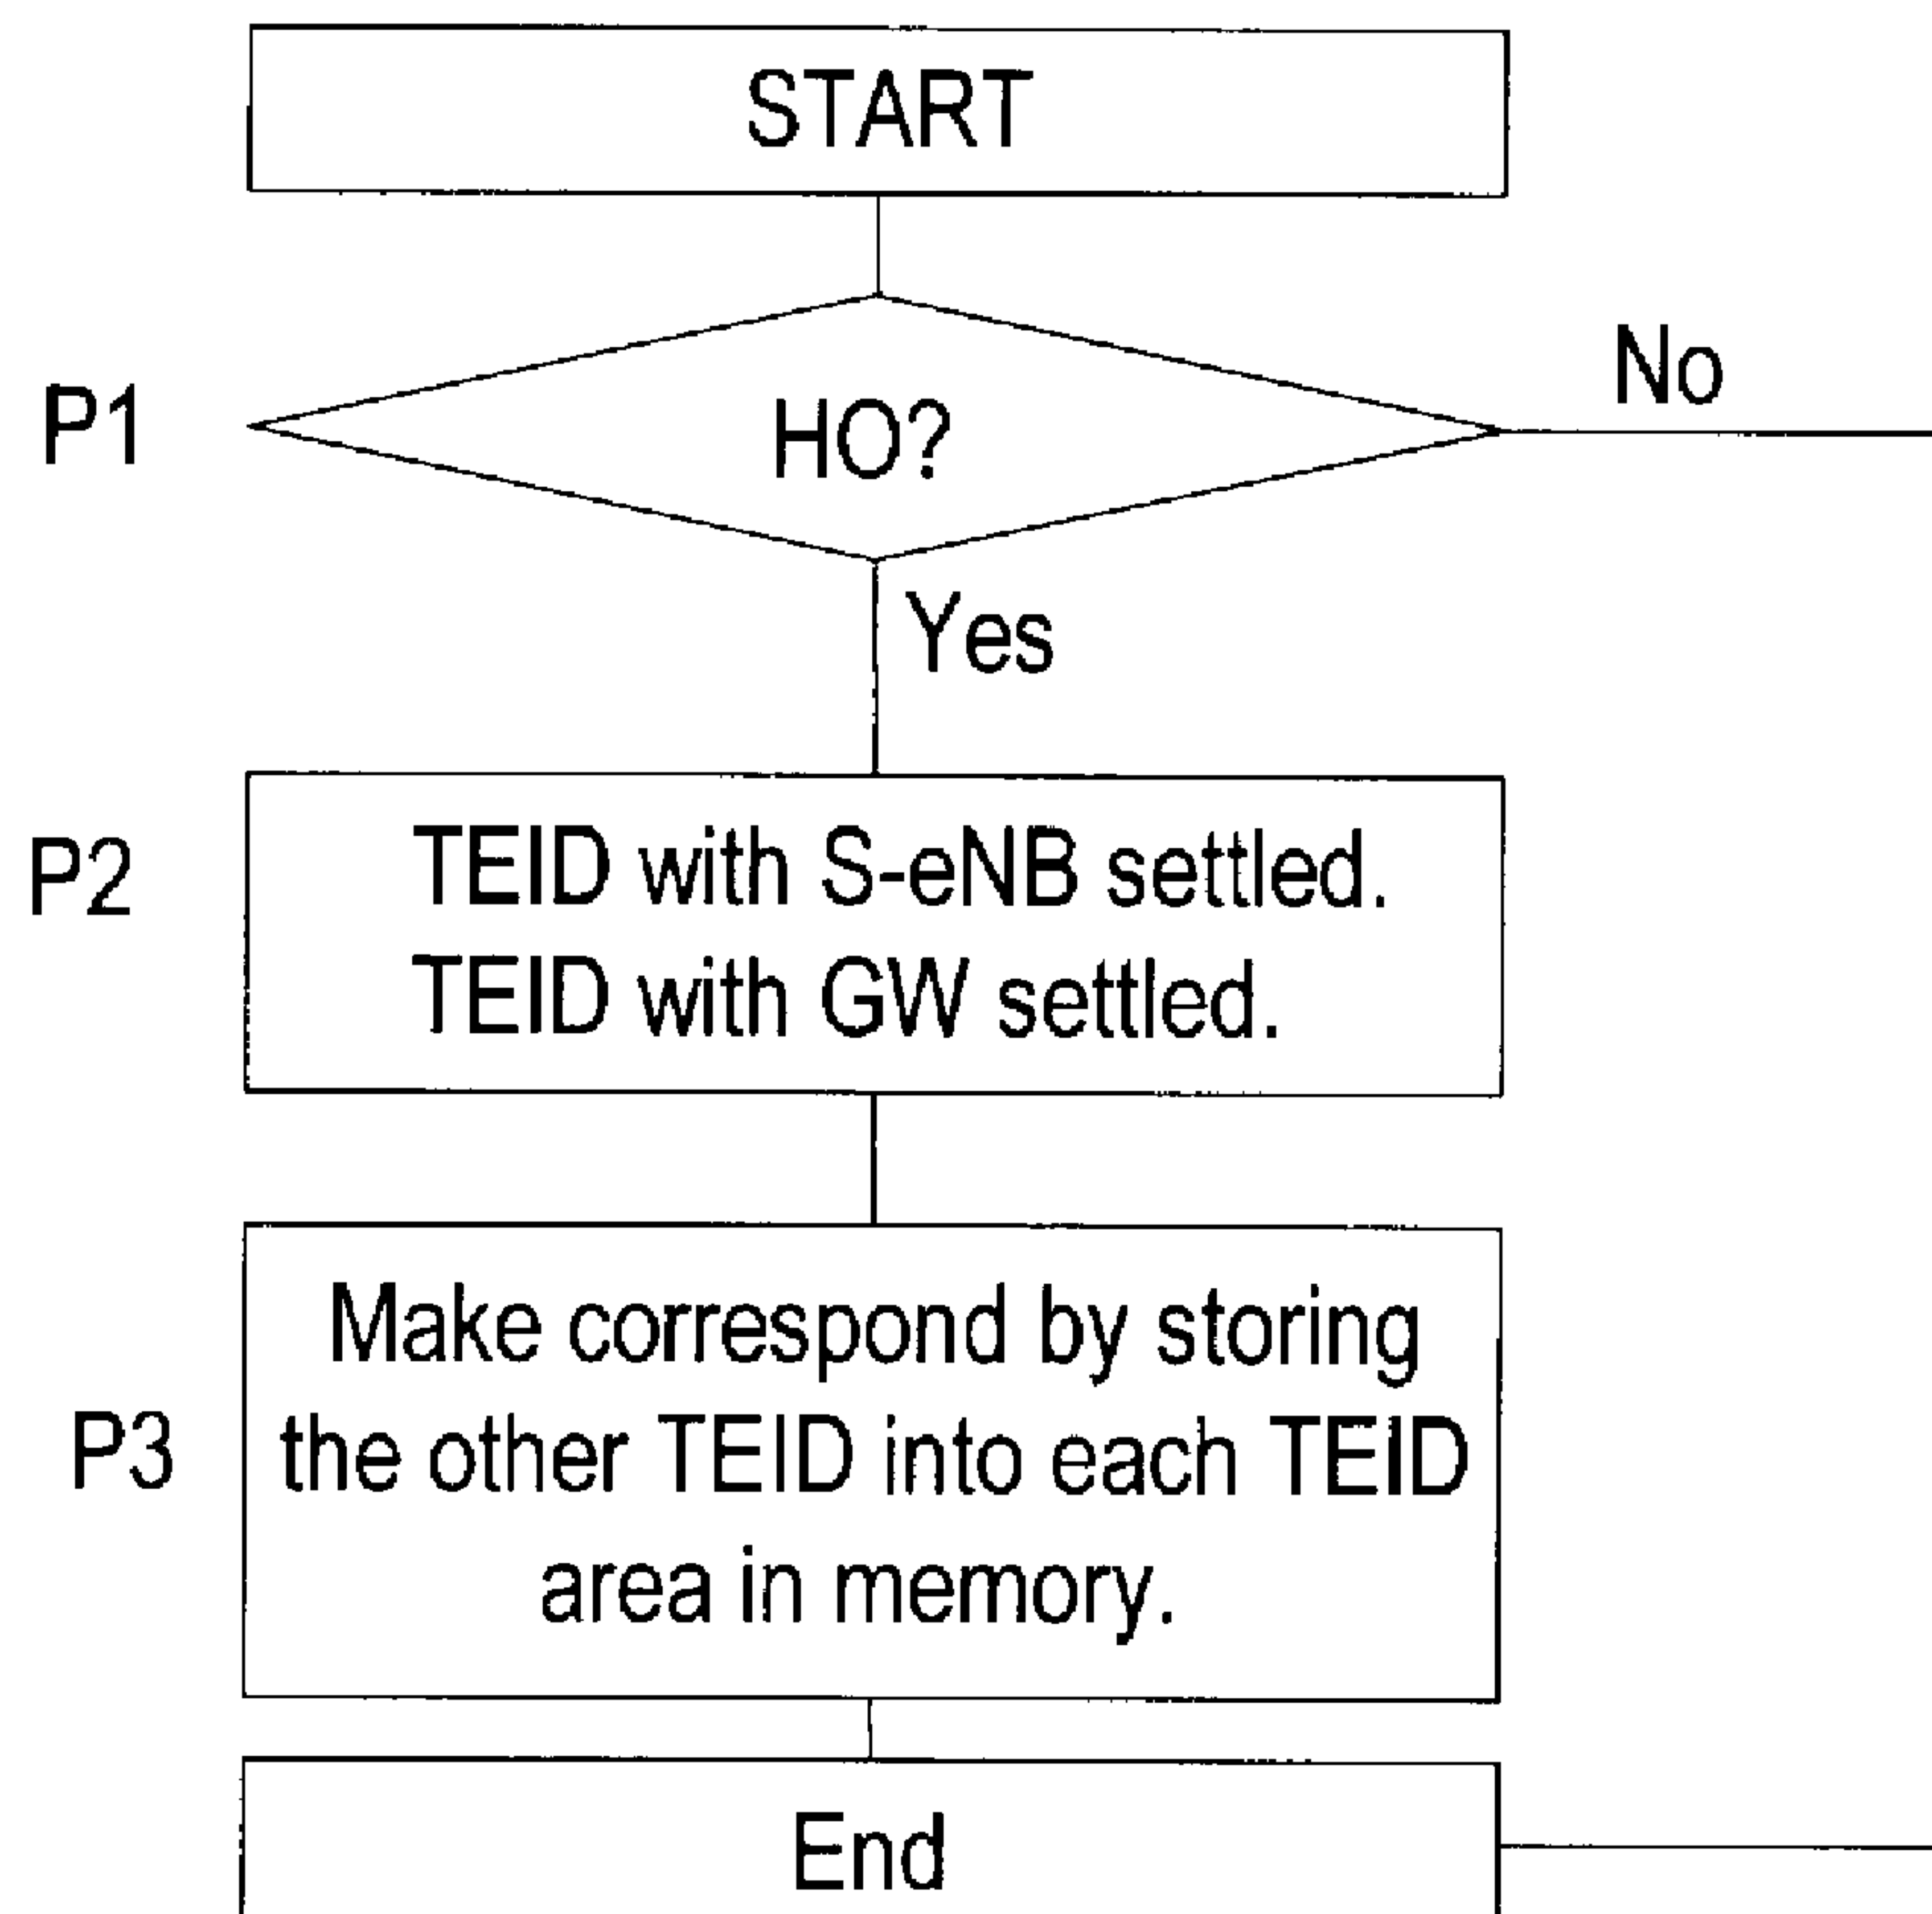 START
P1
HO?
No
Yes
P2
TEID with S-eNB settled.
TEID with GW settled.
P3
Make correspond by storing
the other TEID into each TEID
area in memory.
End